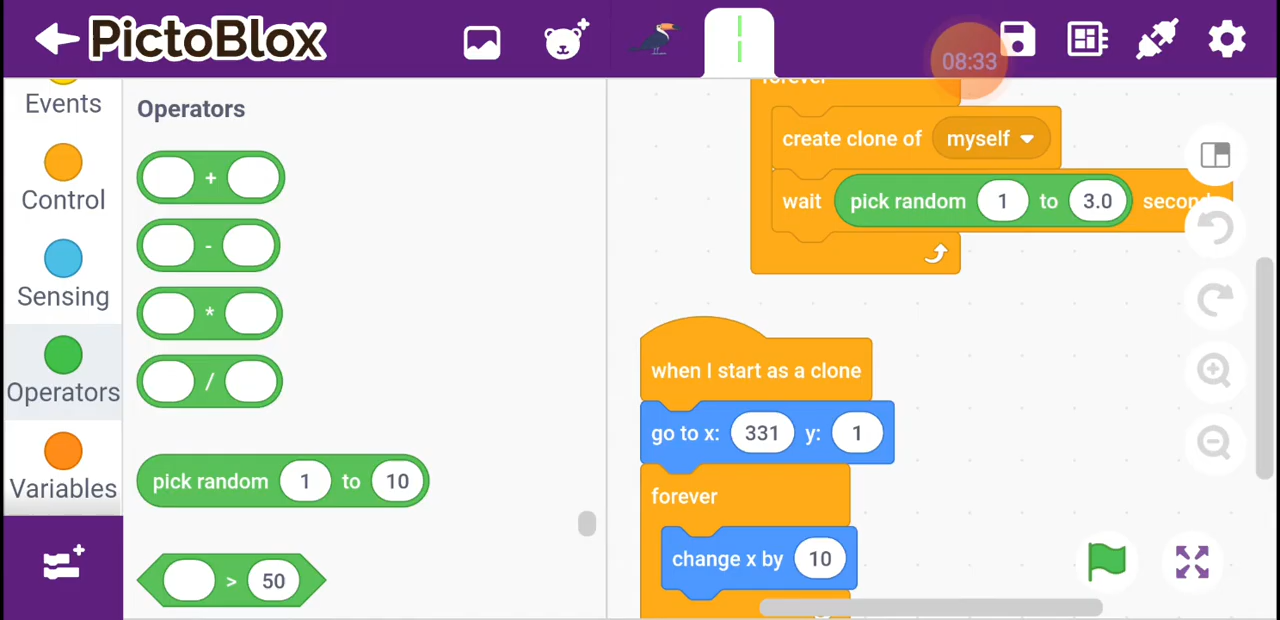 PictoBlox
08:33
Events
Control
Sensing
Operators
Variables
Operators
+
-
*
/
pick random 1 to 10
> 50
forever
create clone of myself
wait pick random 1 to 3.0 second
when I start as a clone
go to x: 331 y: 1
forever
change x by 10